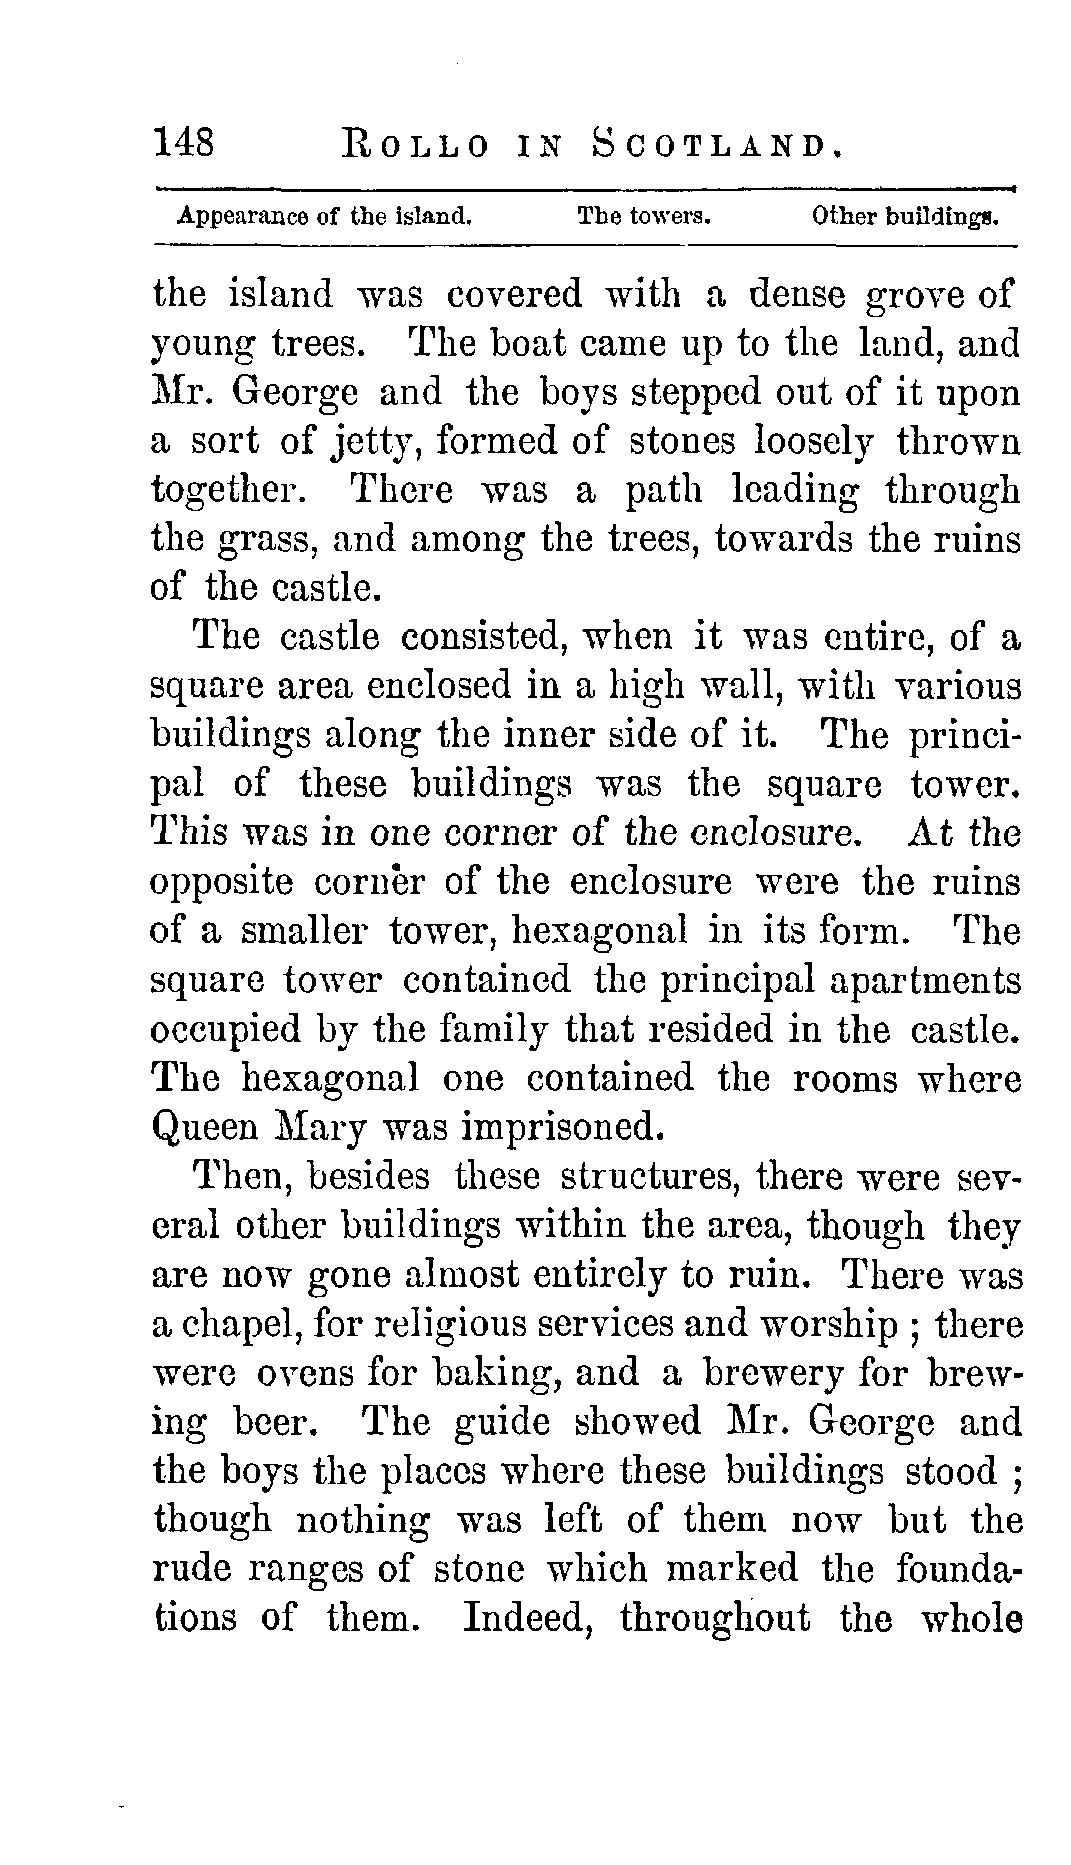 148 ROLLO IN SCOTLAND.
Appearance of the island. The towers. Other buildings.
the island was covered with a dense grove of
young trees. The boat came up to the land, and
Mr. George and the boys stepped out of it upon
a sort of jetty, formed of stones loosely thrown
together. There was a path leading through
the grass, and among the trees, towards the ruins
of the castle.
The castle consisted, when it was entire, of a
square area enclosed in a high wall, with various
buildings along the inner side of it. The princi-
pal of these buildings was the square tower.
This was in one corner of the enclosure. At the
opposite corner of the enclosure were the ruins
of a smaller tower, hexagonal in its form. The
square tower contained the principal apartments
occupied by the family that resided in the castle.
The hexagonal one contained the rooms where
Queen Mary was imprisoned.
Then, besides these structures, there were sev-
eral other buildings within the area, though they
are now gone almost entirely to ruin. There was
a chapel, for religious services and worship ; there
were ovens for baking, and a brewery for brew-
ing beer. The guide showed Mr. George and
the boys the places where these buildings stood ;
though nothing was left of them now but the
rude ranges of stone which marked the founda-
tions of them. Indeed, throughout the whole